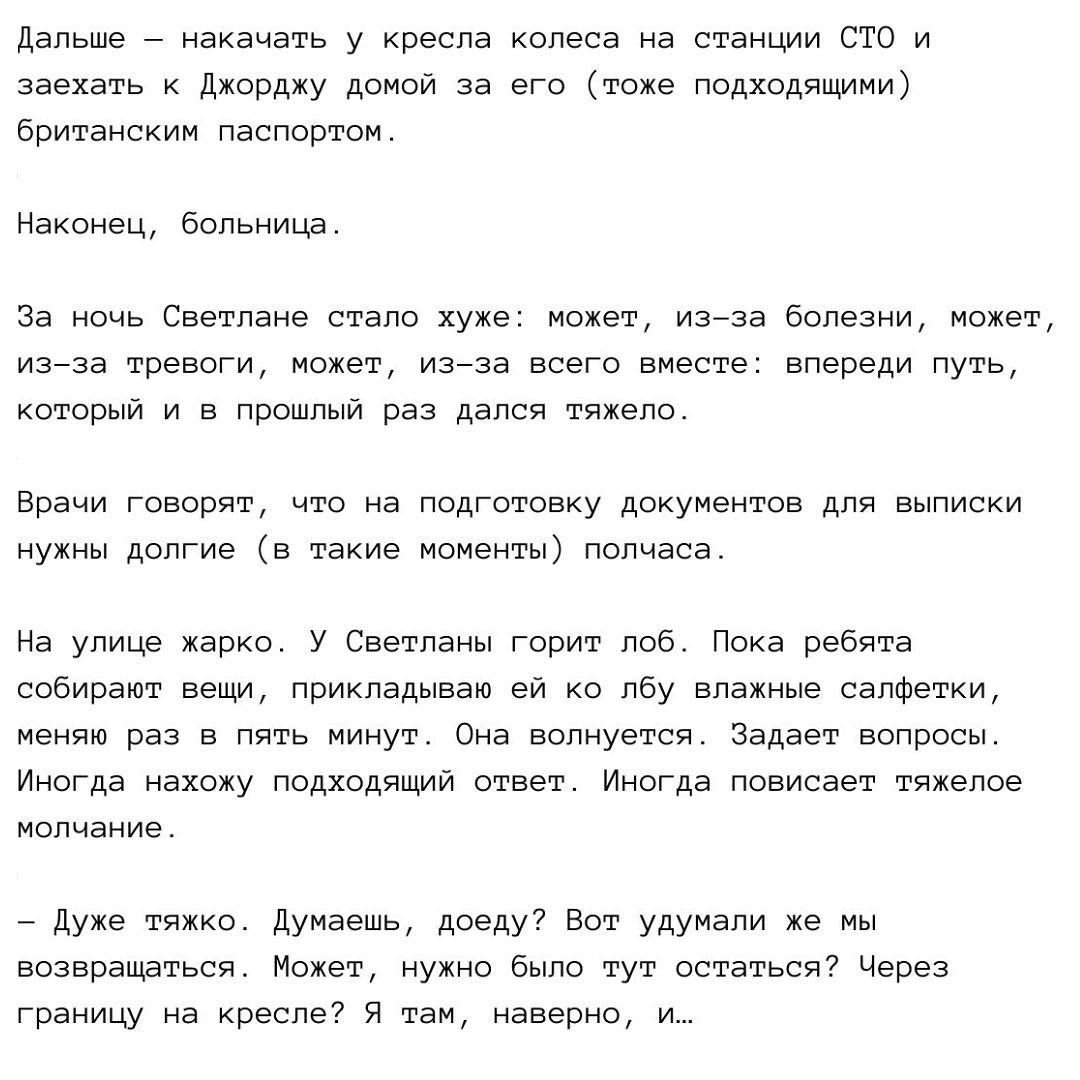 Дальше – накачать у кресла колеса на станции СТО и
заехать к Джорджу домой за его (тоже подходящими)
британским паспортом.
Наконец, больница.
За ночь Светлане стало хуже: может, из-за болезни, может,
из-за тревоги, может, из-за всего вместе: впереди путь,
который и в прошлый раз дался тяжело.
Врачи говорят, что на подготовку документов для выписки
нужны долгие (в такие моменты) полчаса.
На улице жарко. У Светланы горит лоб. Пока ребята
собирают вещи, прикладываю ей ко лбу влажные салфетки,
меняю раз в пять минут. Она волнуется. Задает вопросы.
Иногда нахожу подходящий ответ. Иногда повисает тяжелое
молчание.
– Дуже тяжко. Думаешь, доеду? Вот удумали же мы
возвращаться. Может, нужно было тут остаться? Через
границу на кресле? Я там, наверно, и…